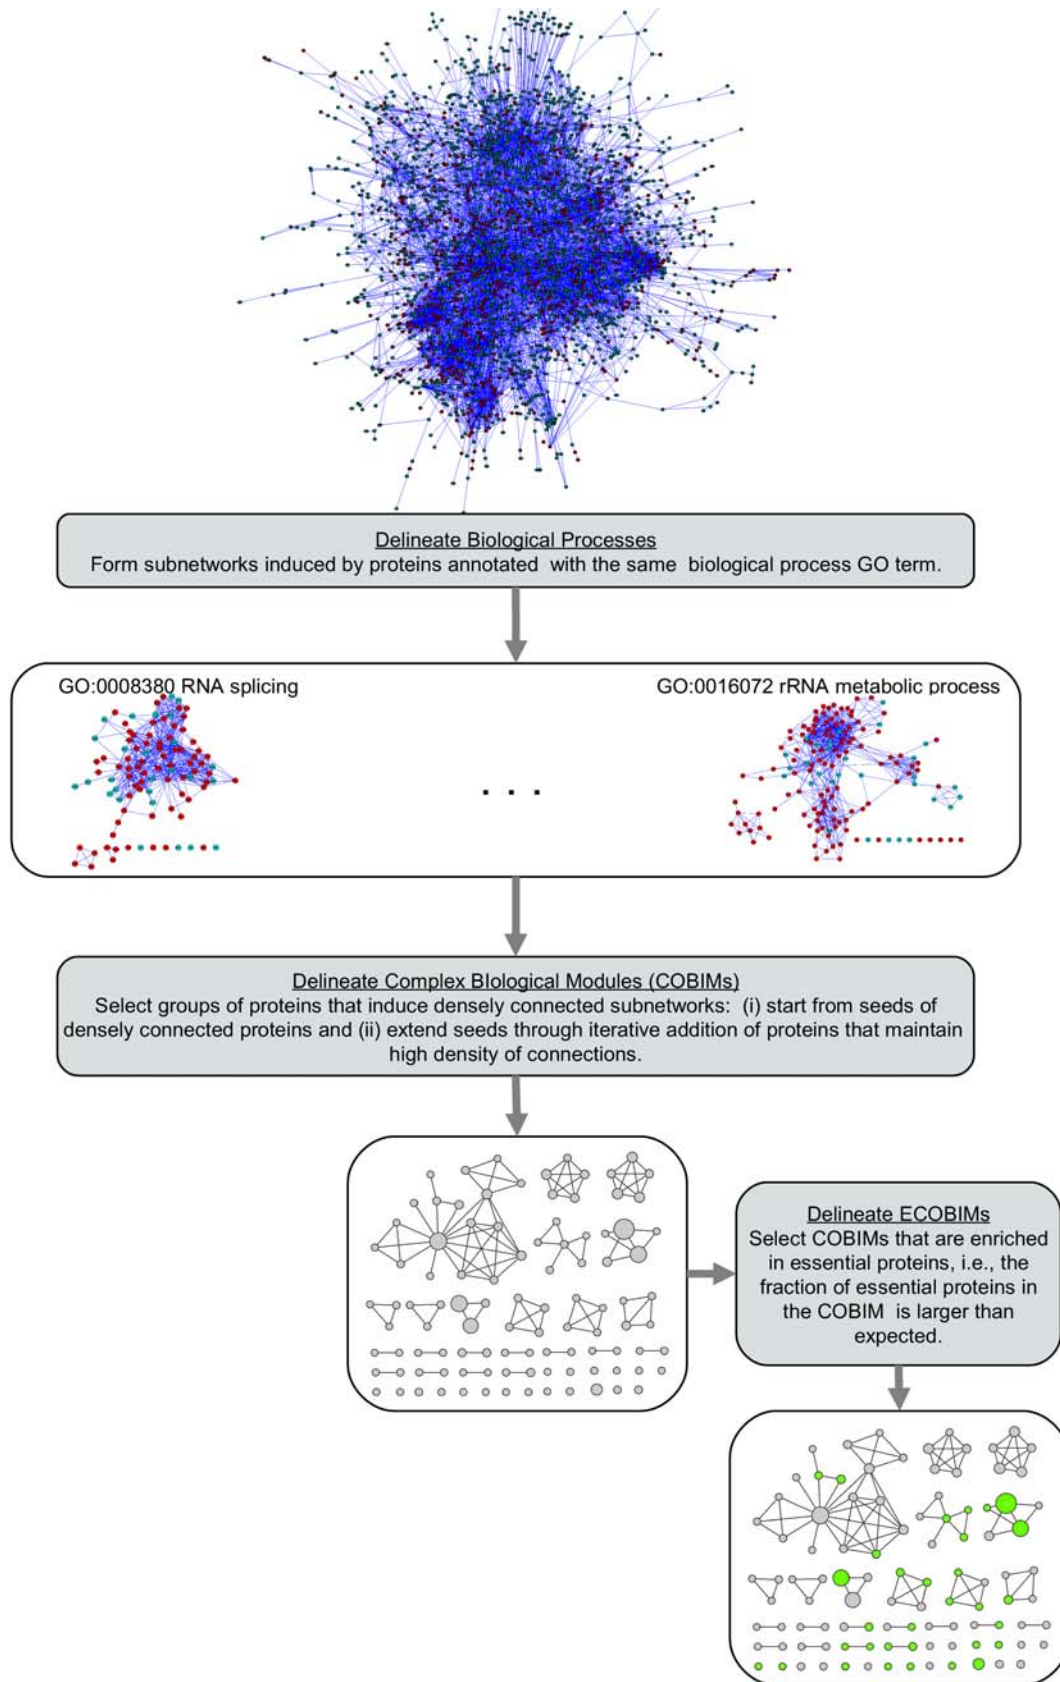 Delineate Biological Processes
Form subnetworks induced by proteins annotated with the same biological process GO term.
GO:0008380 RNA splicing
GO:0016072 rRNA metabolic process
. . .
Delineate Complex BIological Modules (COBIMs)
Select groups of proteins that induce densely connected subnetworks: (i) start from seeds of
densely connected proteins and (ii) extend seeds through iterative addition of proteins that maintain
high density of connections.
Delineate ECOBIMs
Select COBIMs that are enriched
in essential proteins, i.e., the
fraction of essential proteins in
the COBIM is larger than
expected.